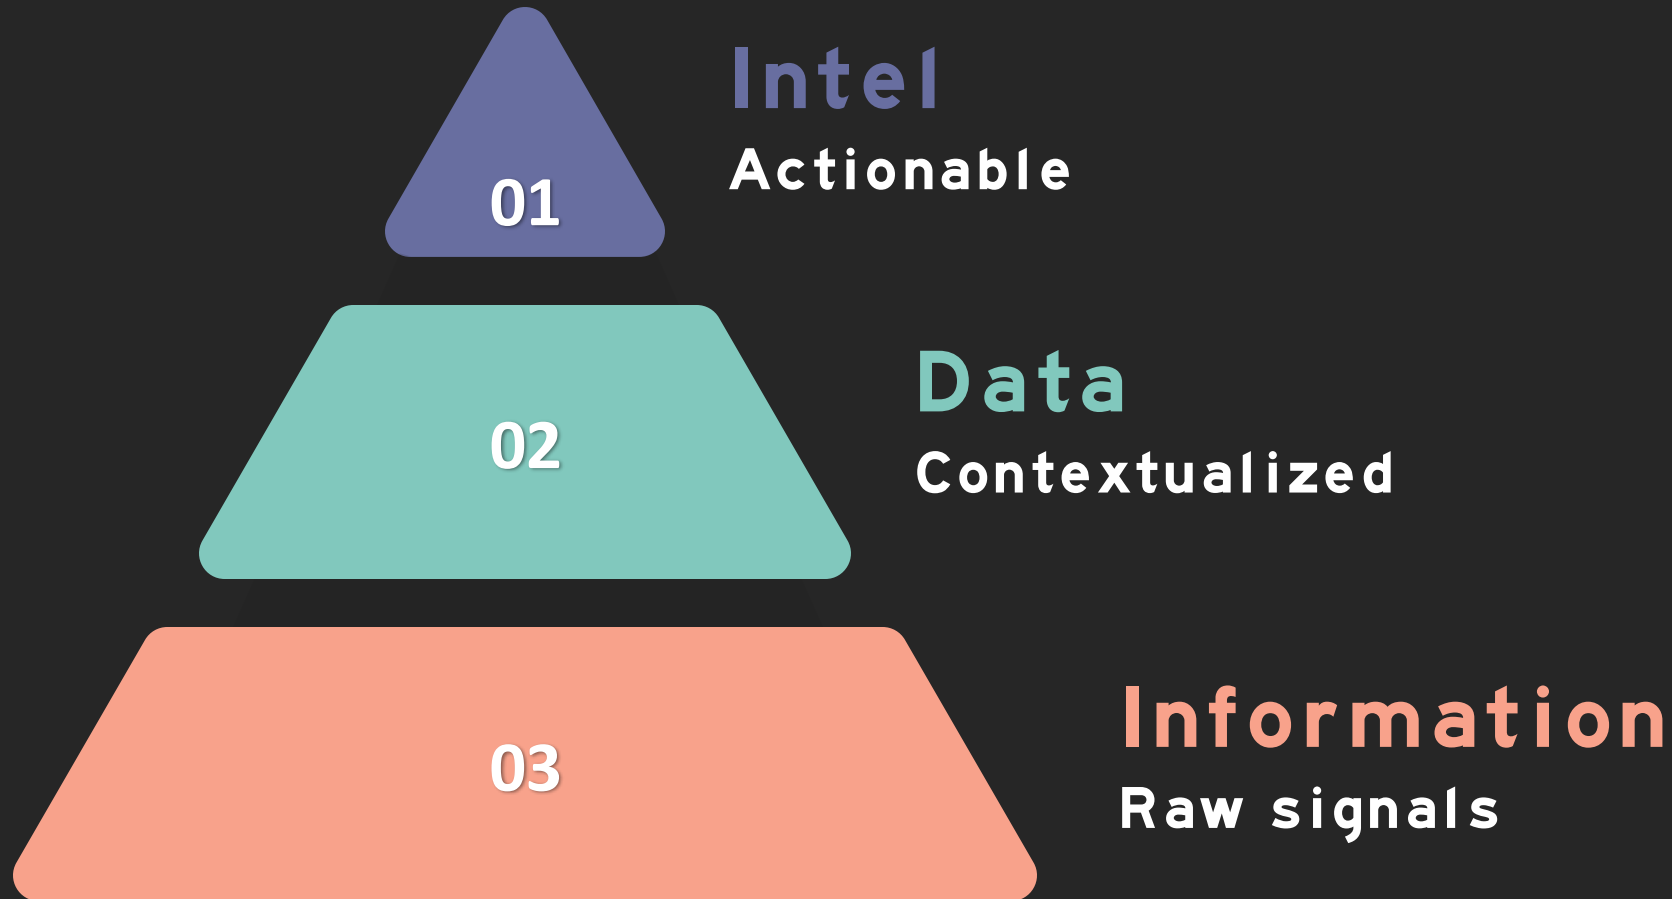 01
Intel
Actionable
02
Data
Contextualized
03
Information
Raw signals